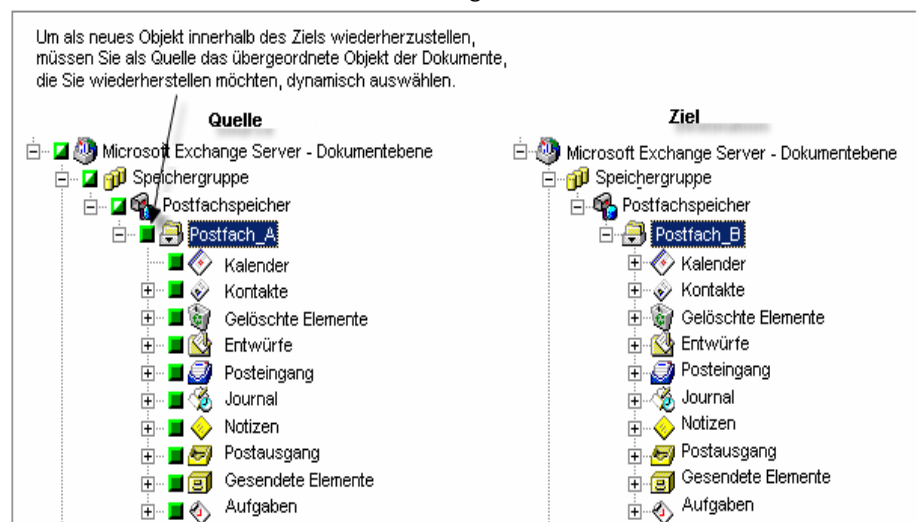 Um als neues Objekt innerhalb des Ziels wiederherzustellen,
müssen Sie als Quelle das übergeordnete Objekt der Dokumente,
die Sie wiederherstellen möchten, dynamisch auswählen.
Quelle
Microsoft Exchange Server - Dokumentebene
Speichergruppe
Postfachspeicher
Postfach_A
Kalender
Kontakte
Gelöschte Elemente
Entwürfe
Posteingang
Journal
Notizen
Postausgang
Gesendete Elemente
Aufgaben
Ziel
Microsoft Exchange Server - Dokumentebene
Speichergruppe
Postfachspeicher
Postfach_B
Kalender
Kontakte
Gelöschte Elemente
Entwürfe
Posteingang
Journal
Notizen
Postausgang
Gesendete Elemente
Aufgaben